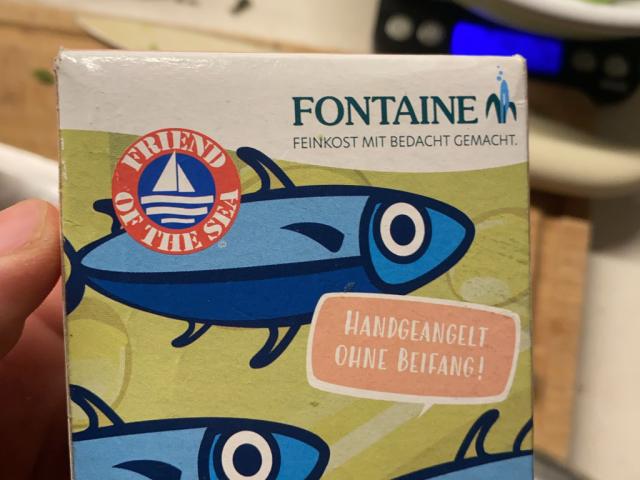 FONTAINE
FEINKOST MIT BEDACHT GEMACHT.
FRIEND
OF THE SEA
©
HANDGEANGELT
OHNE BEIFANG!